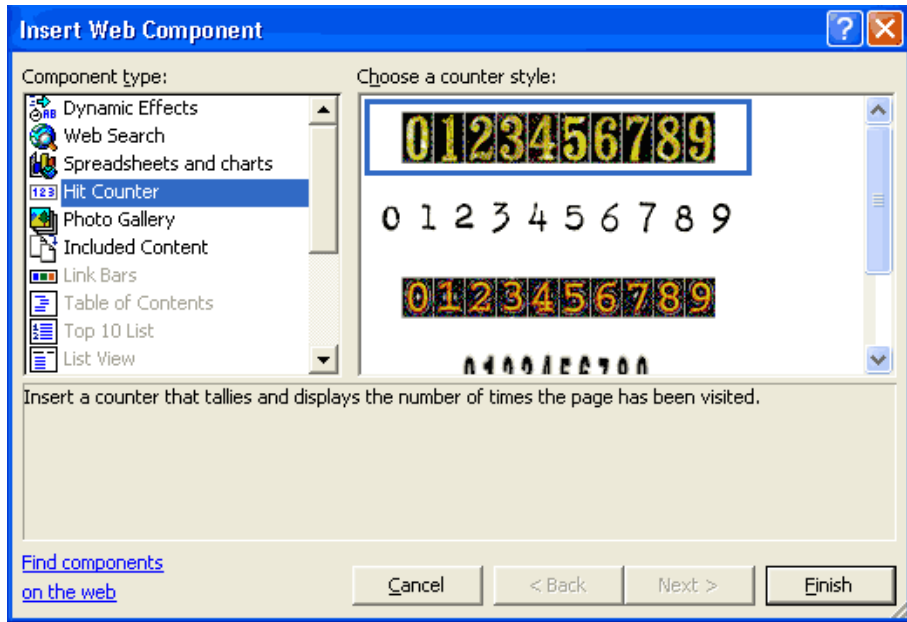 Insert Web Component
Component type:
Dynamic Effects
Web Search
Spreadsheets and charts
Hit Counter
Photo Gallery
Included Content
Link Bars
Table of Contents
Top 10 List
List View
Choose a counter style:
0123456789
0 1 2 3 4 5 6 7 8 9
0123456789
0123456789
Insert a counter that tallies and displays the number of times the page has been visited.
Find components
on the web
Cancel
< Back
Next >
Finish